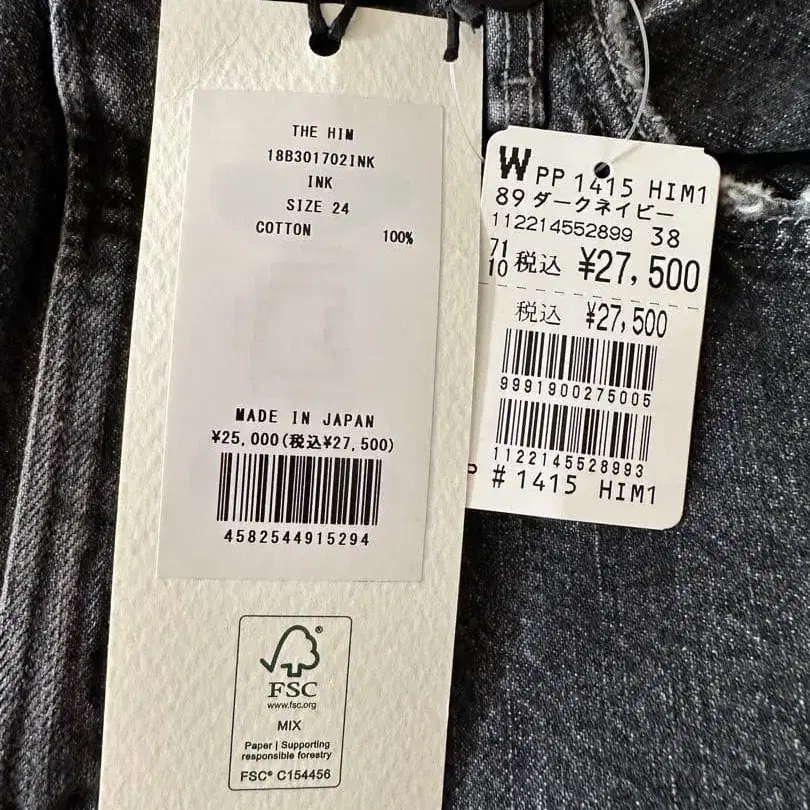 THE HIM
18B301702INK
INK
SIZE 24
COTTON 100%
MADE IN JAPAN
¥25,000(税込¥27,500)
4582544915294
FSC
www.fsc.org
MIX
Paper | Supporting
responsible forestry
FSC® C154456
W PP 1415 HIM1
89 ダークネイビー
112214552899 38
71
10 税込 ¥27,500
税込 ¥27,500
9991900275005
1122145528993
P # 1415 HIM1